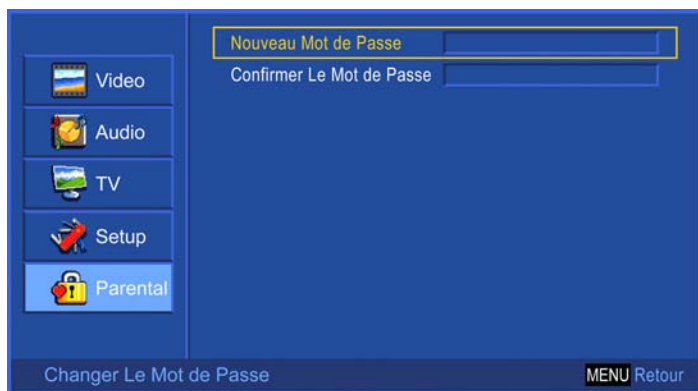 Video
Audio
TV
Setup
Parental
Nouveau Mot de Passe
Confirmer Le Mot de Passe
Changer Le Mot de Passe
MENU Retour